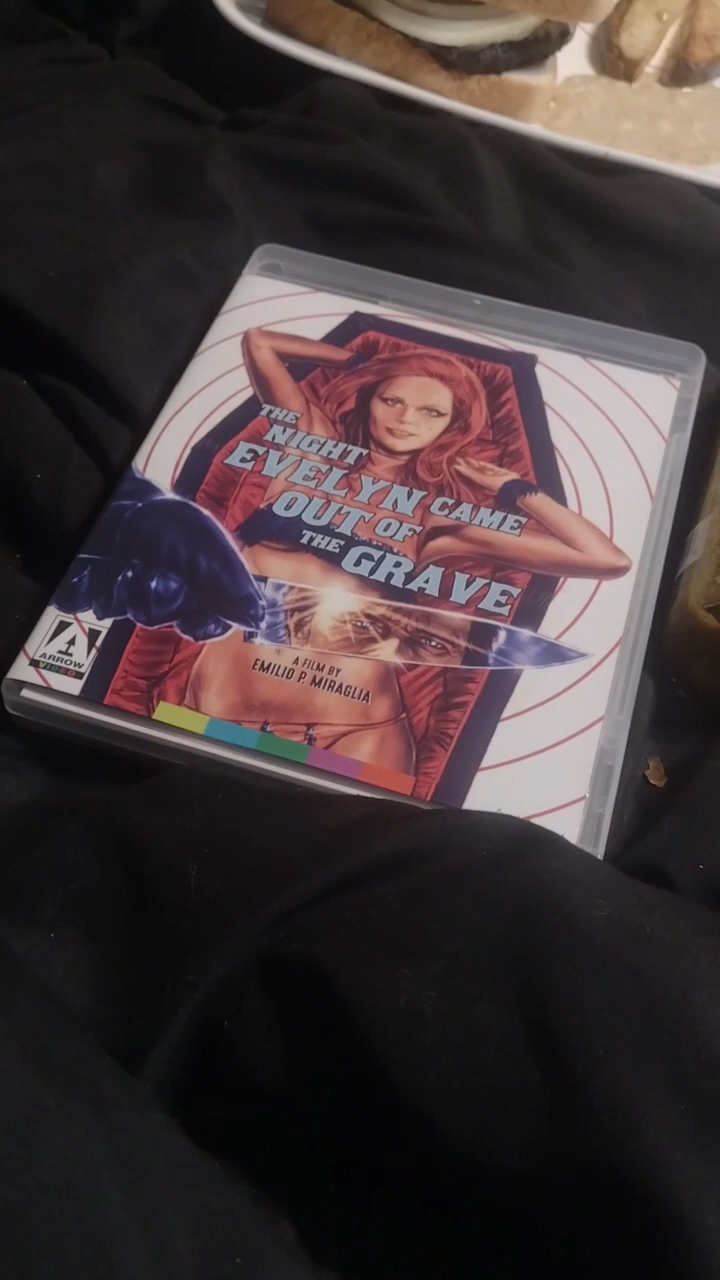 THE
NIGHT
EVELYN CAME
OUT OF
THE GRAVE
A FILM BY
EMILIO P. MIRAGLIA
ARROW
VIDEO